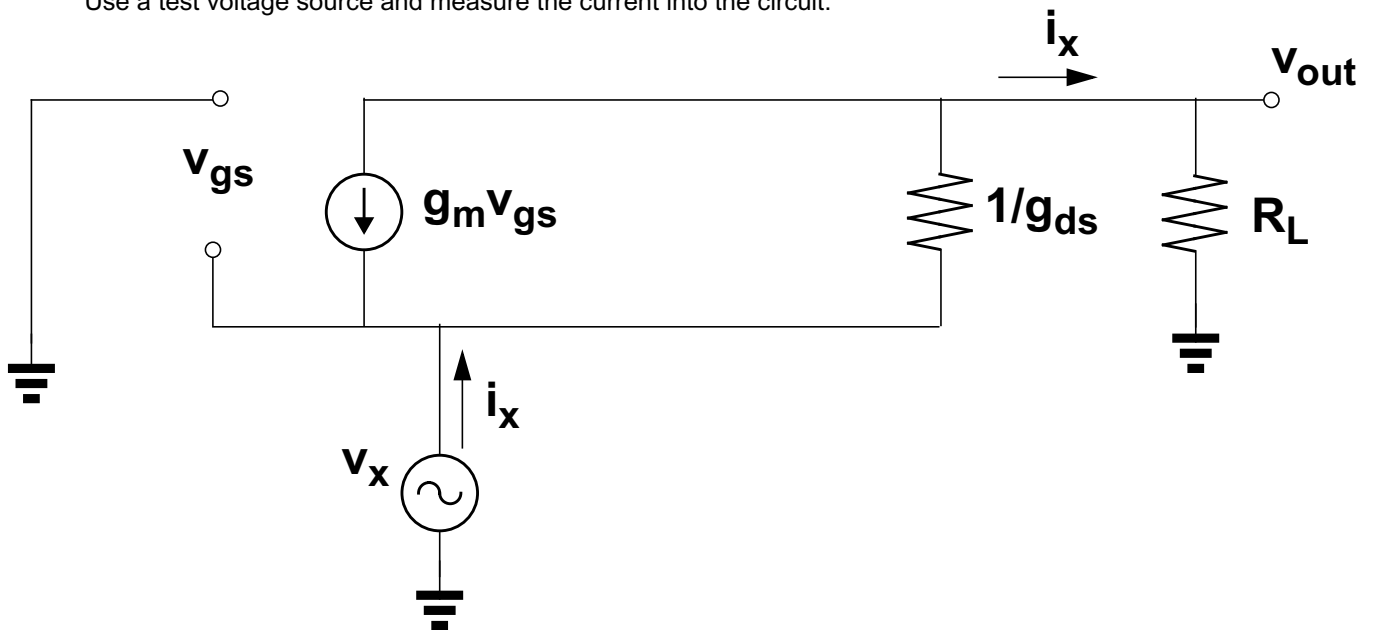 Use a test voltage source and measure the current into the circuit.
ix
vout
vgs
gmvgs
1/gds
RL
ix
vx